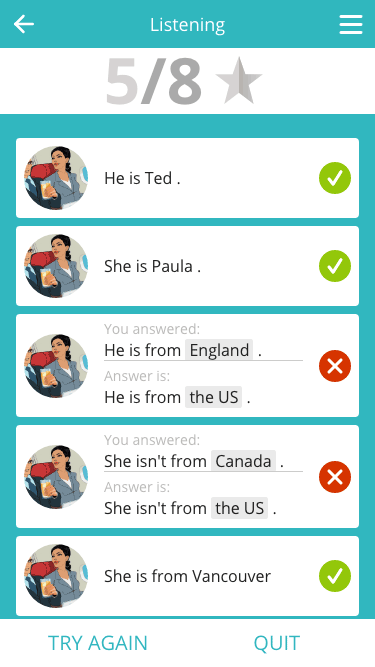 Listening
5/8
He is Ted .
She is Paula .
You answered:
He is from England .
Answer is:
He is from the US .
You answered:
She isn't from Canada .
Answer is:
She isn't from the US .
She is from Vancouver
TRY AGAIN QUIT